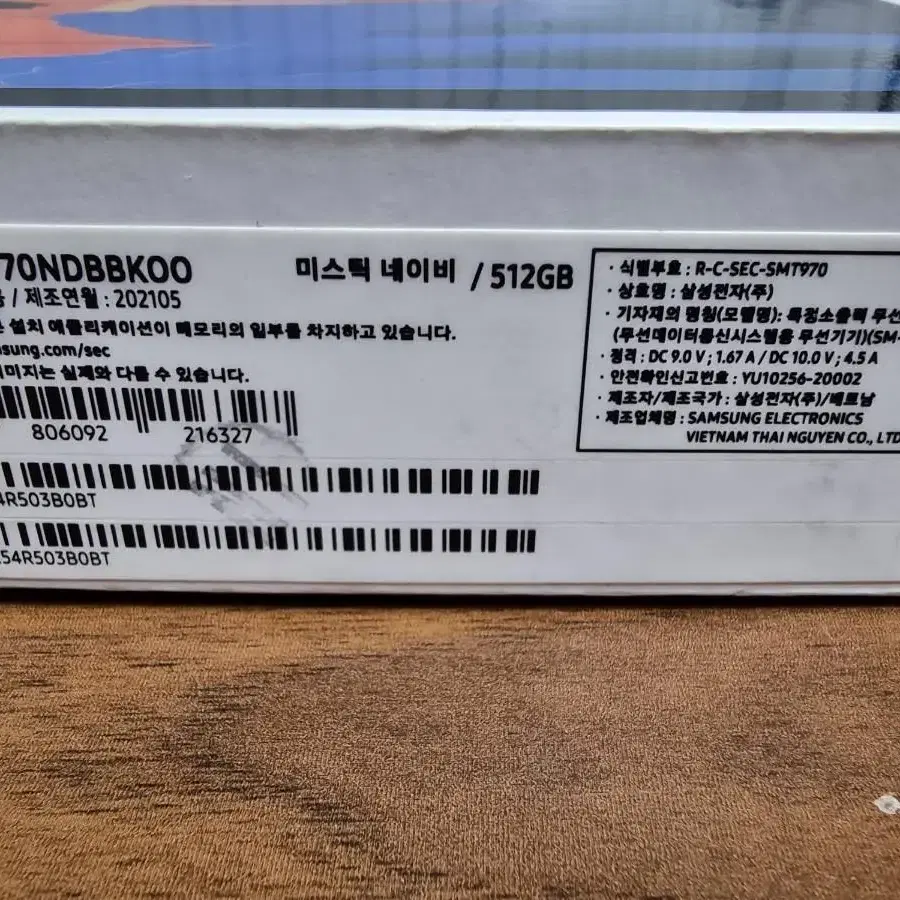 70NDBBKOO
미스틱 네이비 / 512GB
/ 제조연월 : 202105
설치 애플리케이션이 메모리의 일부를 차지하고 있습니다.
sung.com/sec
이미지는 실제와 다를 수 있습니다.
806092 216327
4R503B0BT
54R503B0BT
· 식별부호 : R-C-SEC-SMT970
· 상호명 : 삼성전자(주)
· 기자재의 명칭(모델명): 특정소출력 무선
(무선데이터통신시스템용 무선기기)(SM-
· 정격 : DC 9.0 V ; 1.67 A / DC 10.0 V ; 4.5 A
· 안전확인신고번호 : YU10256-20002
· 제조자/제조국가 : 삼성전자(주)/베트남
· 제조업체명 : SAMSUNG ELECTRONICS
VIETNAM THAI NGUYEN CO., LTD